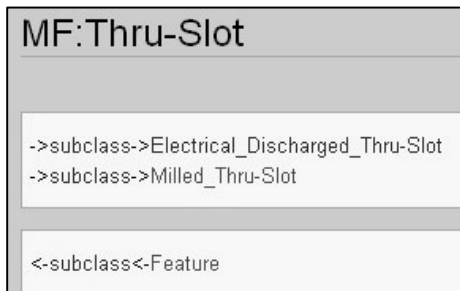 MF:Thru-Slot
->subclass->Electrical_Discharged_Thru-Slot
->subclass->Milled_Thru-Slot
<-subclass<-Feature